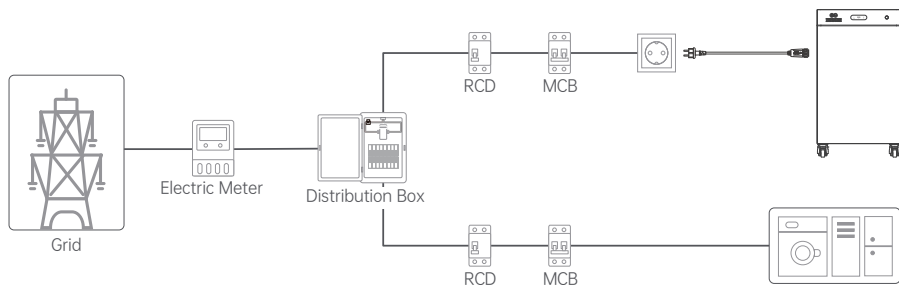 RCD
MCB
Electric Meter
Distribution Box
Grid
RCD
MCB